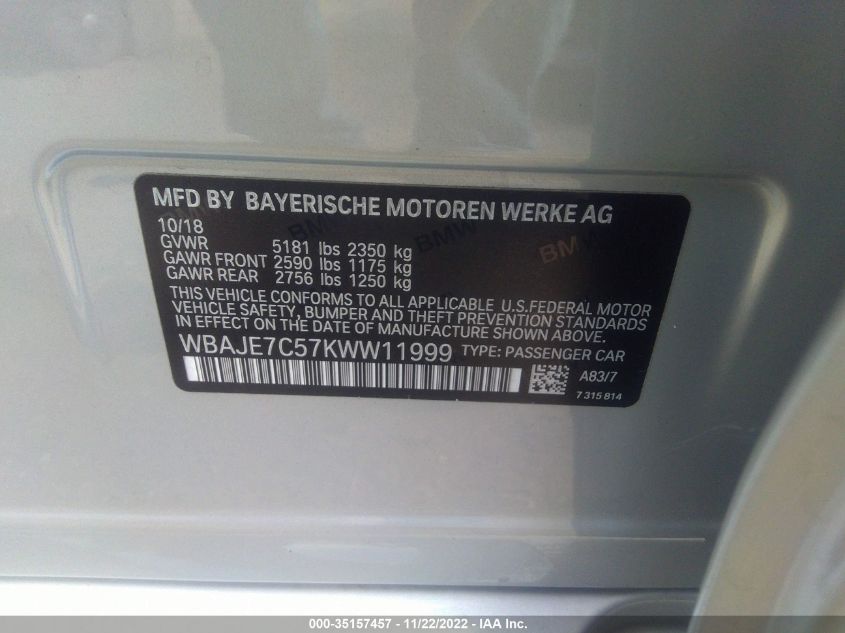 MFD BY BAYERISCHE MOTOREN WERKE AG
10/18
GVWR 5181 lbs 2350 kg
GAWR FRONT 2590 lbs 1175 kg
GAWR REAR 2756 lbs 1250 kg
THIS VEHICLE CONFORMS TO ALL APPLICABLE U.S.FEDERAL MOTOR
VEHICLE SAFETY, BUMPER AND THEFT PREVENTION STANDARDS
IN EFFECT ON THE DATE OF MANUFACTURE SHOWN ABOVE.
WBAJE7C57KWW11999 TYPE: PASSENGER CAR
A83/7
7 315 814
BMW BMW BMW
000-35157457 - 11/22/2022 - IAA Inc.